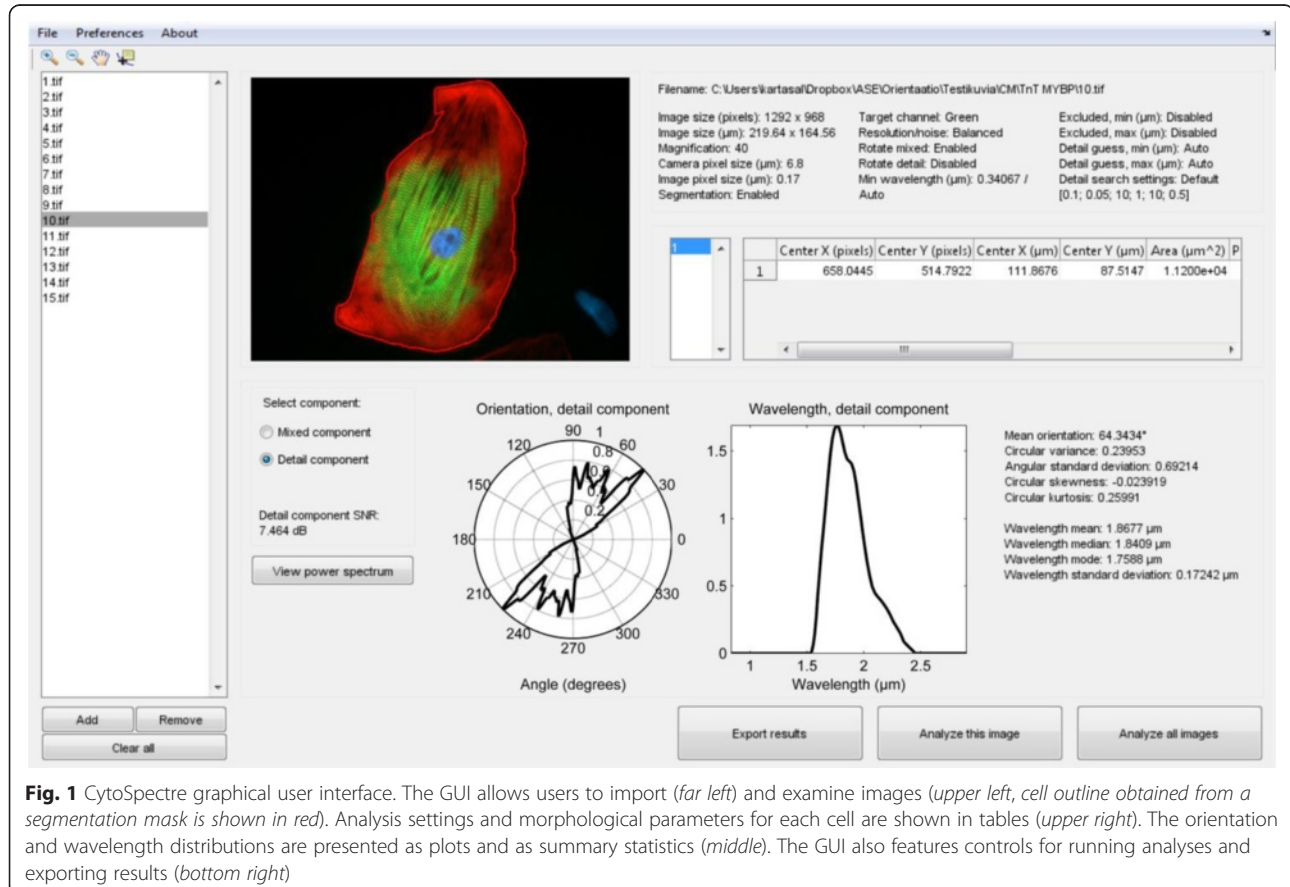 File Preferences About
1.tif
2.tif
3.tif
4.tif
5.tif
6.tif
7.tif
8.tif
9.tif
10.tif
11.tif
12.tif
13.tif
14.tif
15.tif
Add Remove
Clear all
Filename: C:\Users\kartasal\Dropbox\ASE\Orientaatio\Testikuvia\CM\TnT MYBP\10.tif
Image size (pixels): 1292 x 968
Image size (µm): 219.64 x 164.56
Magnification: 40
Camera pixel size (µm): 6.8
Image pixel size (µm): 0.17
Segmentation: Enabled
Target channel: Green
Resolution/noise: Balanced
Rotate mixed: Enabled
Rotate detail: Disabled
Min wavelength (µm): 0.34067 /
Auto
Excluded, min (µm): Disabled
Excluded, max (µm): Disabled
Detail guess, min (µm): Auto
Detail guess, max (µm): Auto
Detail search settings: Default
[0.1; 0.05; 10; 1; 10; 0.5]
1
Center X (pixels) Center Y (pixels) Center X (µm) Center Y (µm) Area (µm^2) P
1 658.0445 514.7922 111.8676 87.5147 1.1200e+04
Select component:
Mixed component
Detail component
Detail component SNR:
7.464 dB
View power spectrum
Orientation, detail component
90 1
120 60
0.8
0.6
150 30
0.4
0.2
180 0
210 330
240 300
270
Angle (degrees)
Wavelength, detail component
1.5
1
0.5
0
1 1.5 2 2.5
Wavelength (µm)
Mean orientation: 64.3434°
Circular variance: 0.23953
Angular standard deviation: 0.69214
Circular skewness: -0.023919
Circular kurtosis: 0.25991
Wavelength mean: 1.8677 µm
Wavelength median: 1.8409 µm
Wavelength mode: 1.7588 µm
Wavelength standard deviation: 0.17242 µm
Export results Analyze this image Analyze all images
Fig. 1 CytoSpectre graphical user interface. The GUI allows users to import (far left) and examine images (upper left, cell outline obtained from a
segmentation mask is shown in red). Analysis settings and morphological parameters for each cell are shown in tables (upper right). The orientation
and wavelength distributions are presented as plots and as summary statistics (middle). The GUI also features controls for running analyses and
exporting results (bottom right)